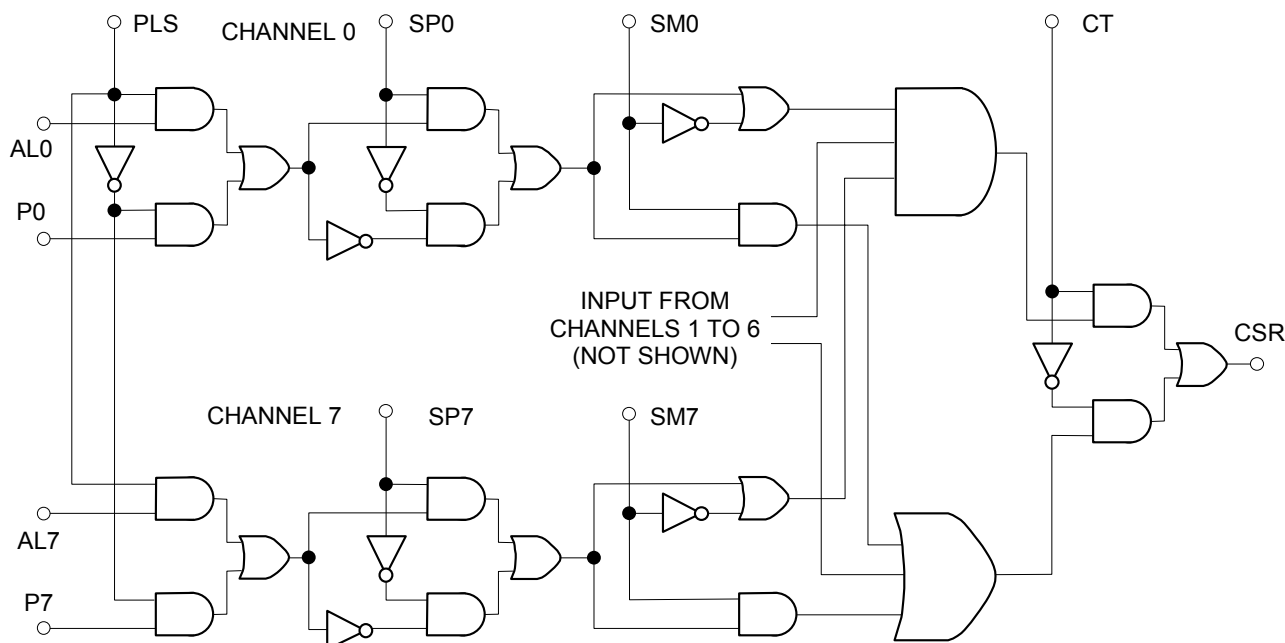 PLS
CHANNEL 0
SP0
SM0
CT
AL0
P0
INPUT FROM
CHANNELS 1 TO 6
(NOT SHOWN)
CSR
CHANNEL 7
SP7
SM7
AL7
P7